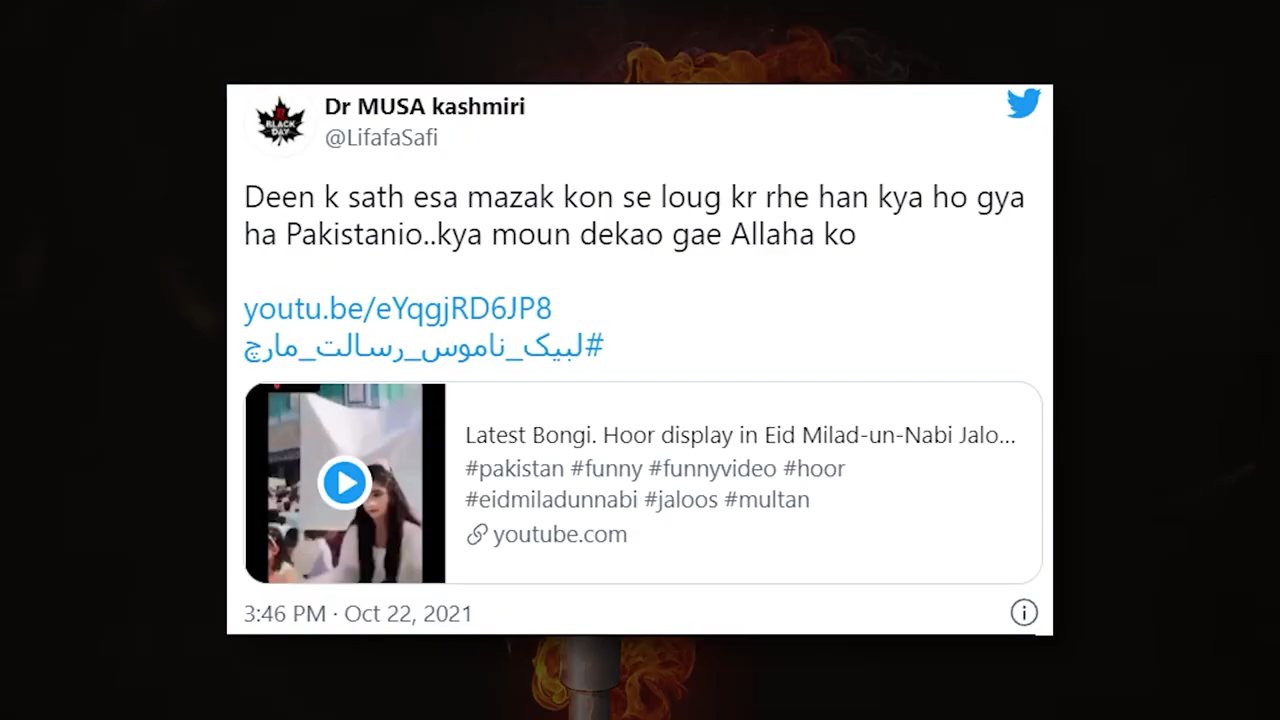 Dr MUSA kashmiri
BLACK
DAY
@LifafaSafi
Deen k sath esa mazak kon se loug kr rhe han kya ho gya
ha Pakistanio..kya moun dekao gae Allaha ko
youtu.be/eYqgjRD6JP8
#لبیک_ناموس_رسالت_مارچ
Latest Bongi. Hoor display in Eid Milad-un-Nabi Jalo...
#pakistan #funny #funnyvideo #hoor
#eidmiladunnabi #jaloos #multan
youtube.com
3:46 PM · Oct 22, 2021